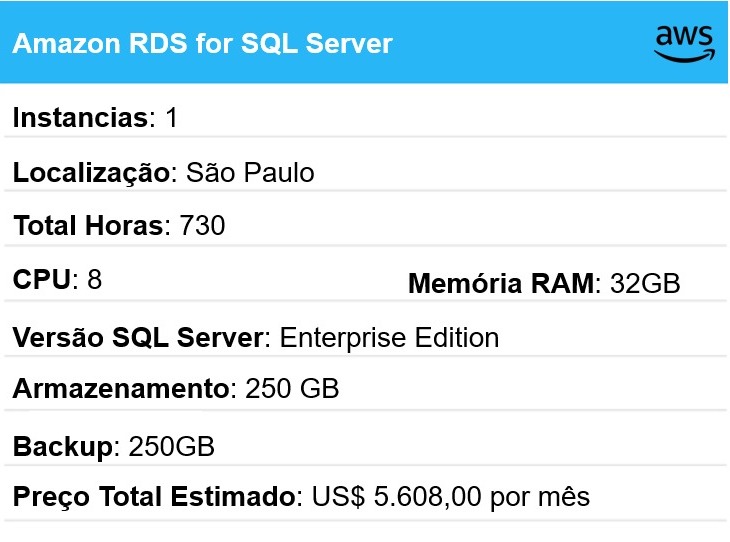 Amazon RDS for SQL Server
aws
Instancias: 1
Localização: São Paulo
Total Horas: 730
CPU: 8 Memória RAM: 32GB
Versão SQL Server: Enterprise Edition
Armazenamento: 250 GB
Backup: 250GB
Preço Total Estimado: US$ 5.608,00 por mês